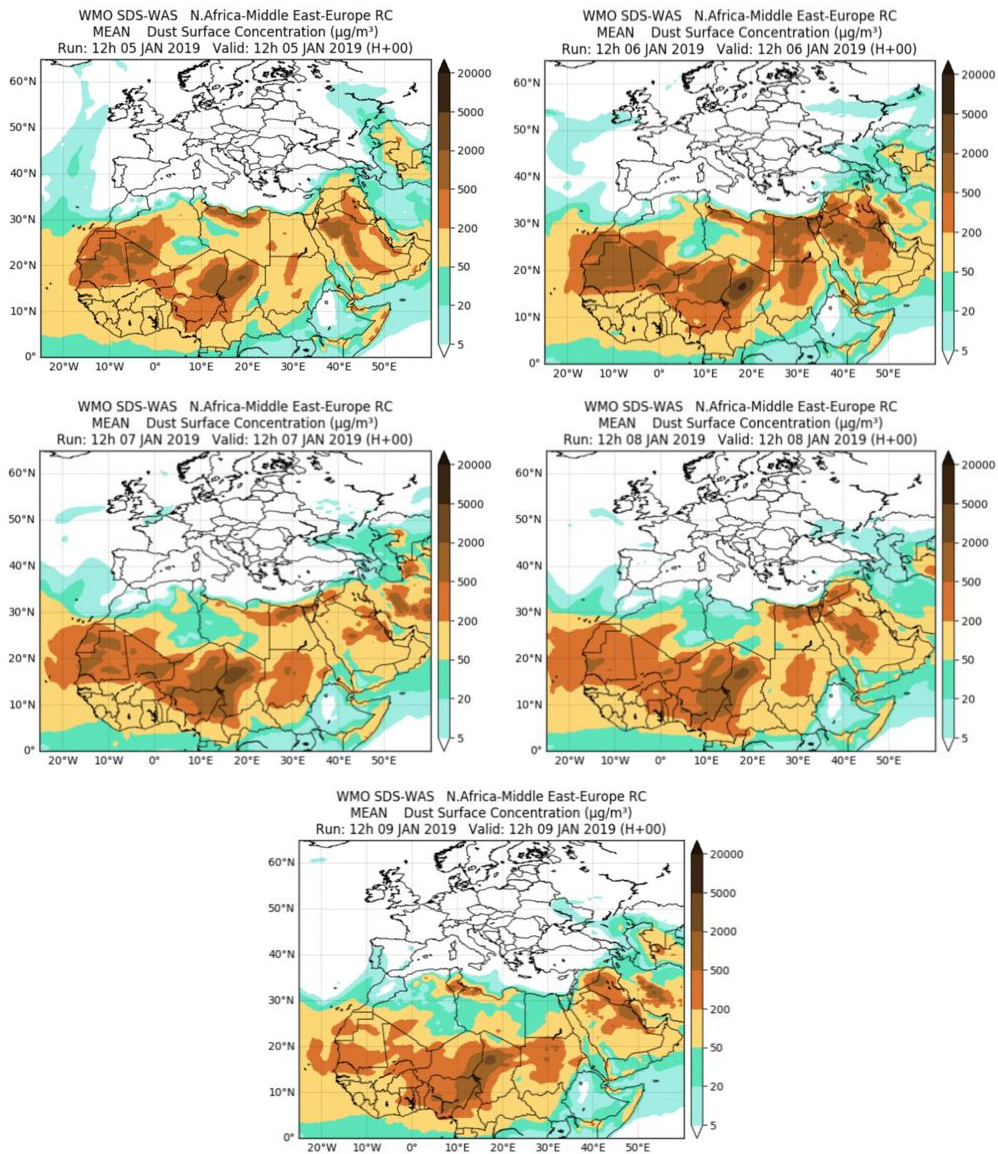 WMO SDS-WAS N.Africa-Middle East-Europe RC
MEAN Dust Surface Concentration (µg/m³)
Run: 12h 05 JAN 2019 Valid: 12h 05 JAN 2019 (H+00)
60°N
50°N
40°N
30°N
20°N
10°N
0°
20°W 10°W 0° 10°E 20°E 30°E 40°E 50°E
20000
5000
2000
500
200
50
20
5
WMO SDS-WAS N.Africa-Middle East-Europe RC
MEAN Dust Surface Concentration (µg/m³)
Run: 12h 06 JAN 2019 Valid: 12h 06 JAN 2019 (H+00)
60°N
50°N
40°N
30°N
20°N
10°N
0°
20°W 10°W 0° 10°E 20°E 30°E 40°E 50°E
20000
5000
2000
500
200
50
20
5
WMO SDS-WAS N.Africa-Middle East-Europe RC
MEAN Dust Surface Concentration (µg/m³)
Run: 12h 07 JAN 2019 Valid: 12h 07 JAN 2019 (H+00)
60°N
50°N
40°N
30°N
20°N
10°N
0°
20°W 10°W 0° 10°E 20°E 30°E 40°E 50°E
20000
5000
2000
500
200
50
20
5
WMO SDS-WAS N.Africa-Middle East-Europe RC
MEAN Dust Surface Concentration (µg/m³)
Run: 12h 08 JAN 2019 Valid: 12h 08 JAN 2019 (H+00)
60°N
50°N
40°N
30°N
20°N
10°N
0°
20°W 10°W 0° 10°E 20°E 30°E 40°E 50°E
20000
5000
2000
500
200
50
20
5
WMO SDS-WAS N.Africa-Middle East-Europe RC
MEAN Dust Surface Concentration (µg/m³)
Run: 12h 09 JAN 2019 Valid: 12h 09 JAN 2019 (H+00)
60°N
50°N
40°N
30°N
20°N
10°N
0°
20°W 10°W 0° 10°E 20°E 30°E 40°E 50°E
20000
5000
2000
500
200
50
20
5